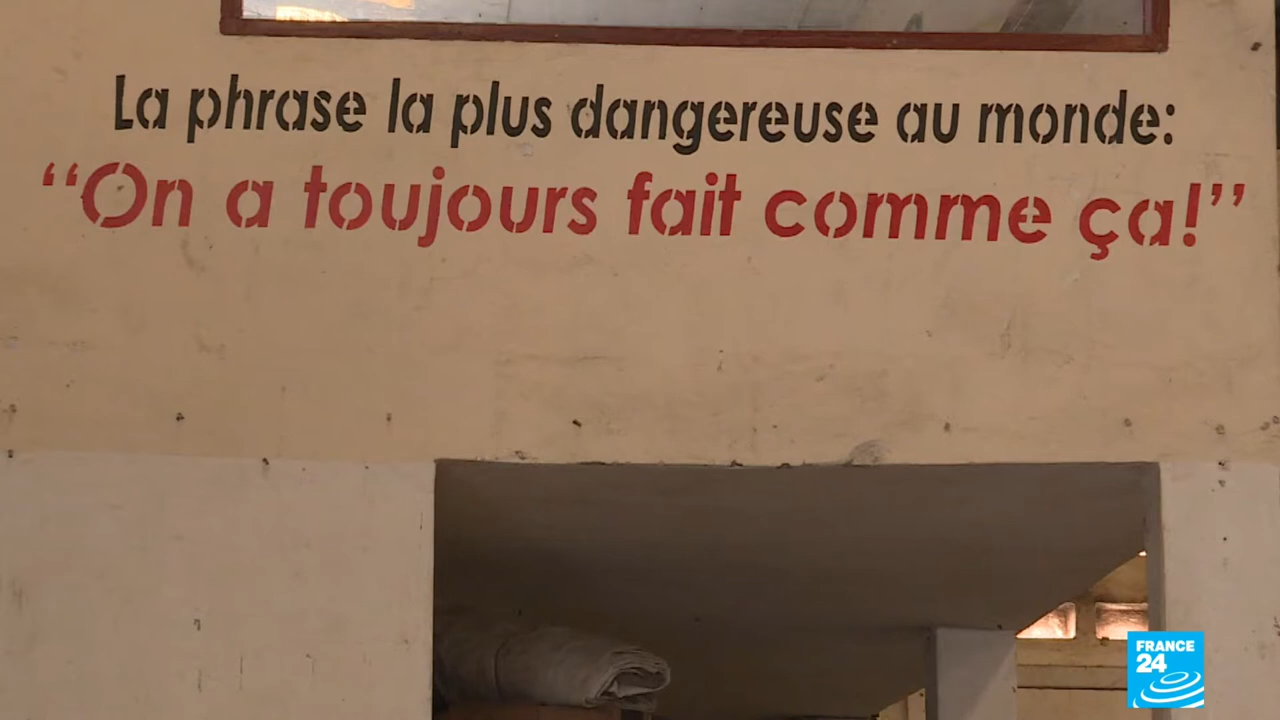 La phrase la plus dangereuse au monde:
“On a toujours fait comme ça!”
FRANCE
24